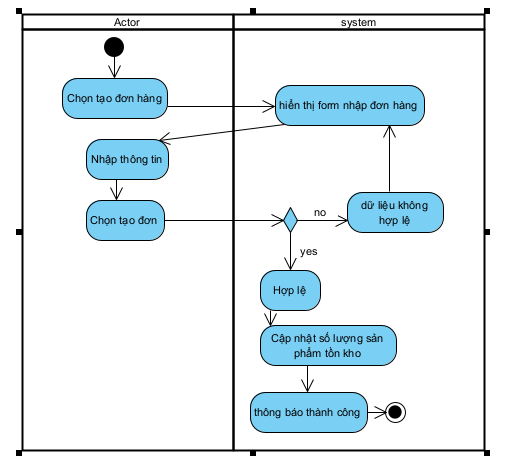 Actor
system
Chọn tạo đơn hàng
hiển thị form nhập đơn hàng
Nhập thông tin
Chọn tạo đơn
no
dữ liệu không
hợp lệ
yes
Hợp lệ
Cập nhật số lượng sản
phẩm tồn kho
thông báo thành công